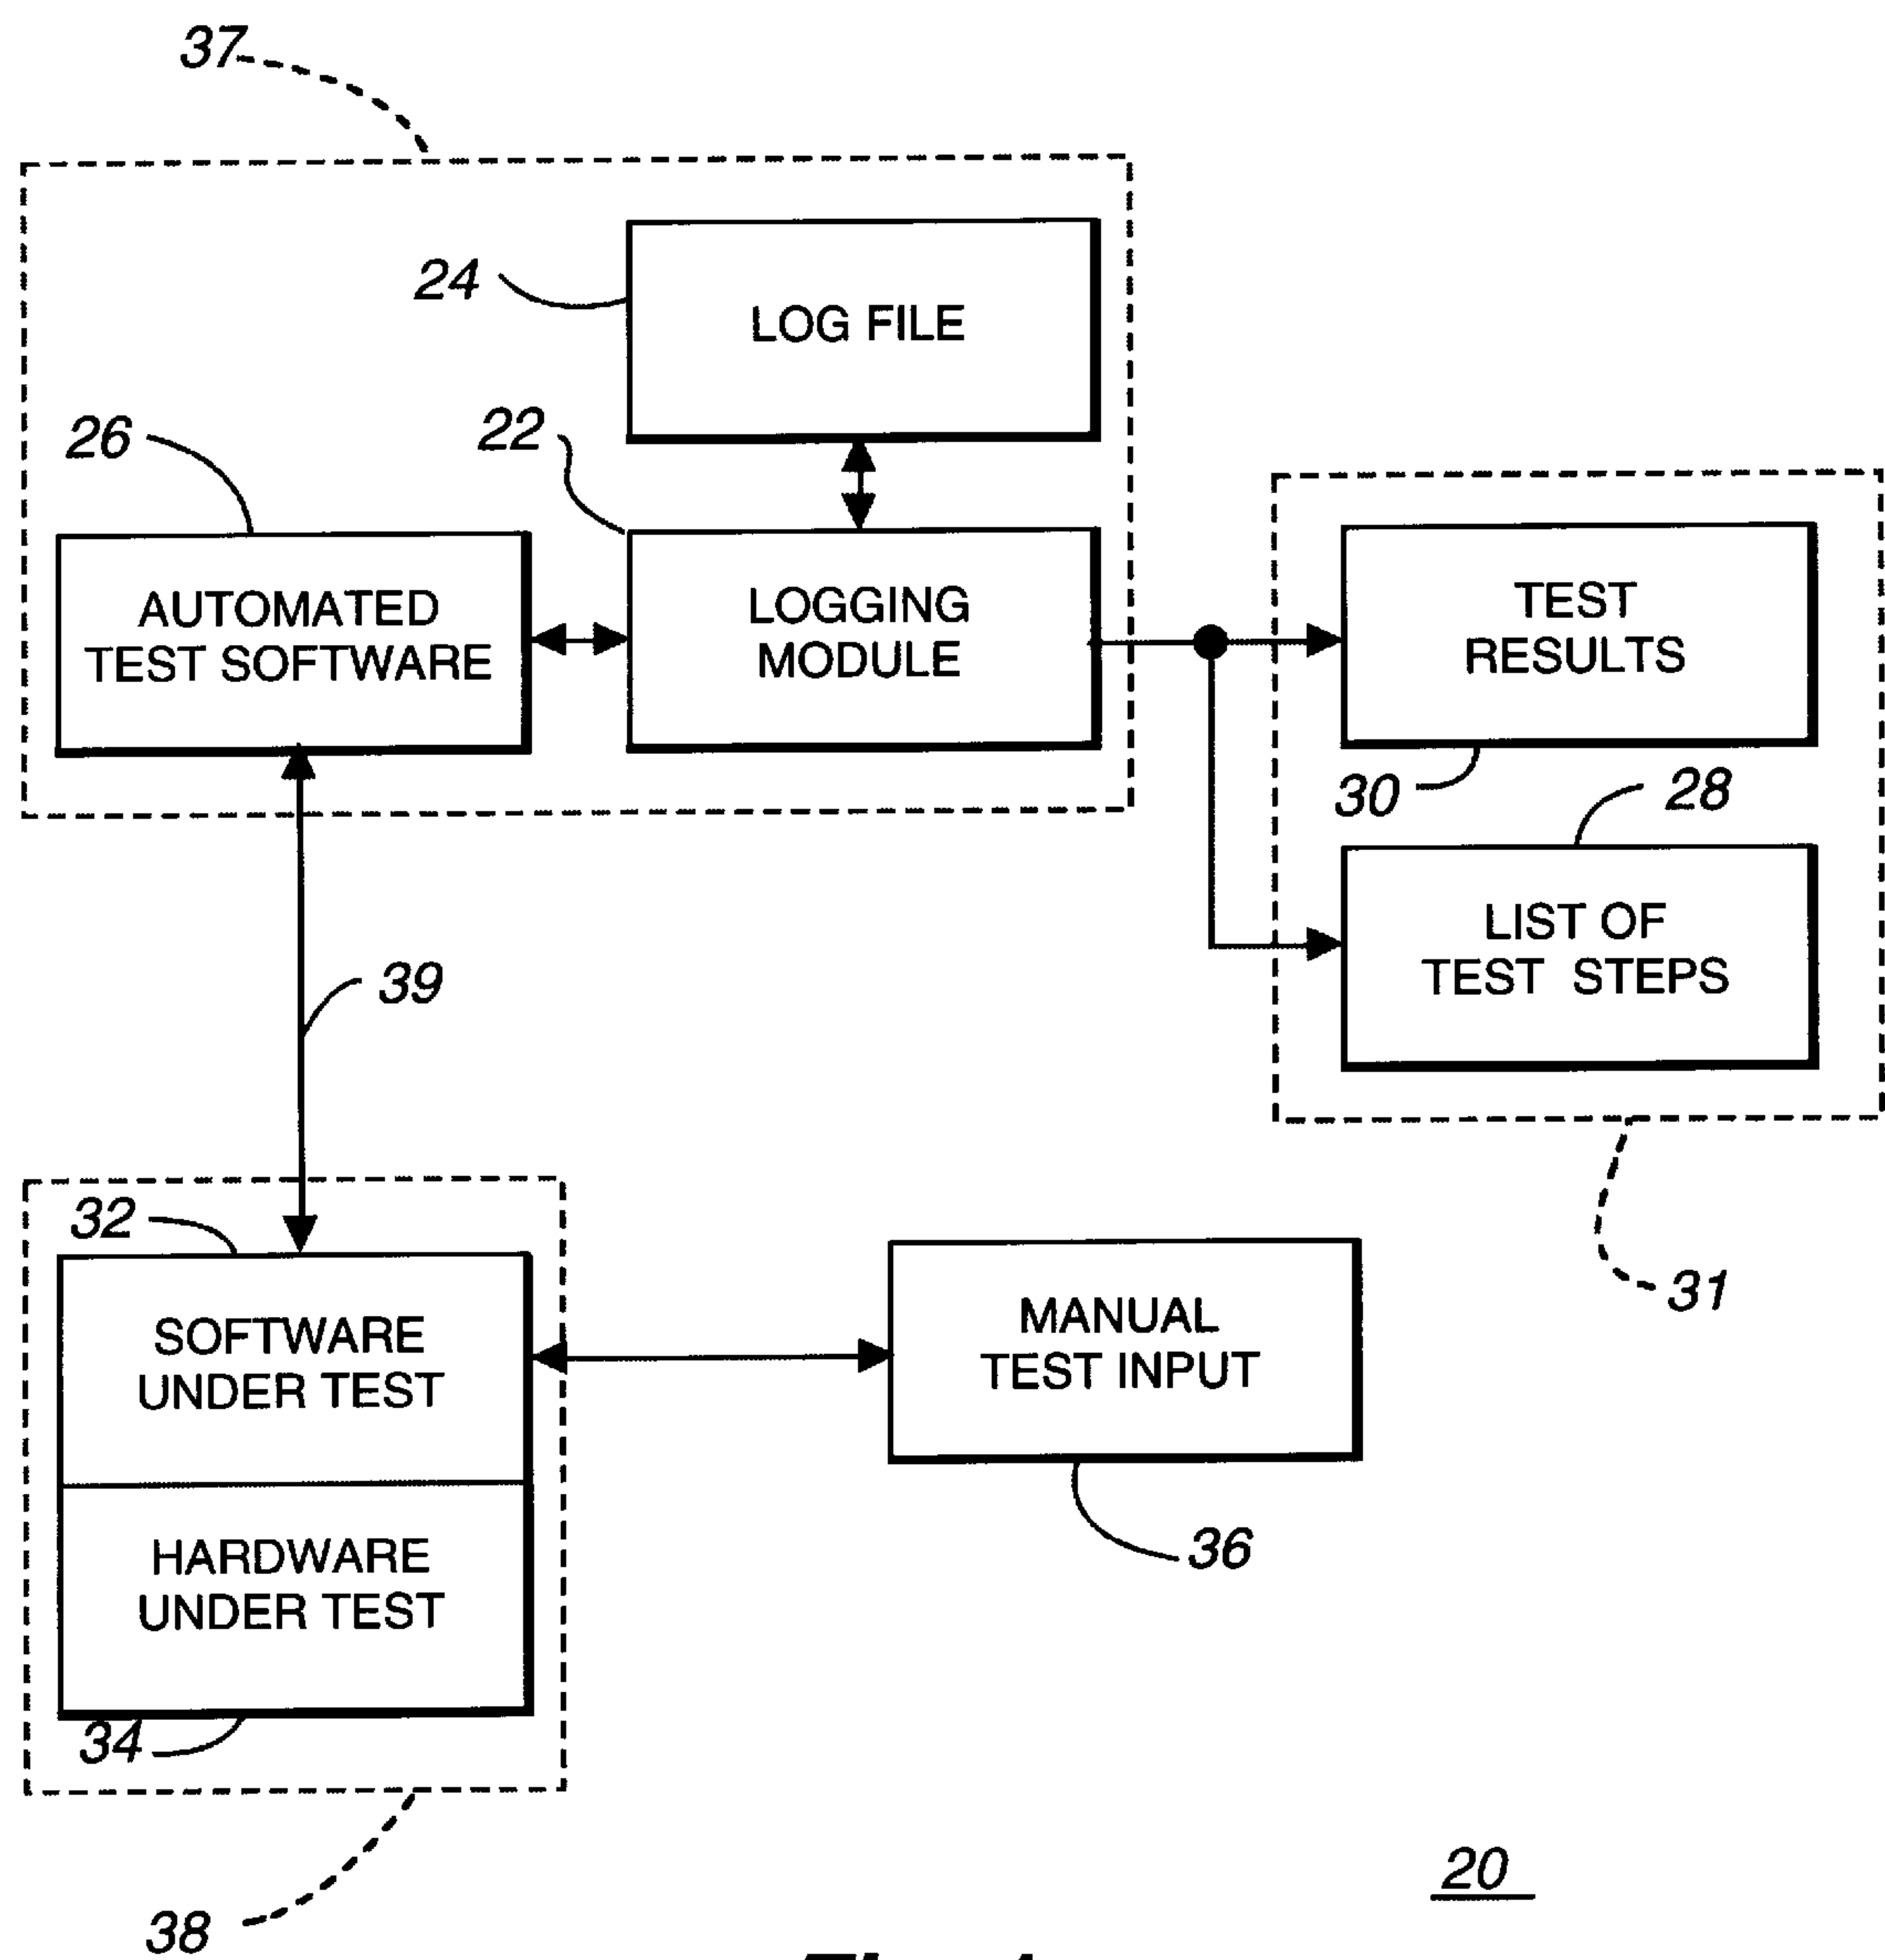 37
24
LOG FILE
26
22
AUTOMATED
TEST SOFTWARE
LOGGING
MODULE
TEST
RESULTS
30
28
LIST OF
TEST STEPS
39
32
SOFTWARE
UNDER TEST
MANUAL
TEST INPUT
31
HARDWARE
UNDER TEST
36
34
20
38